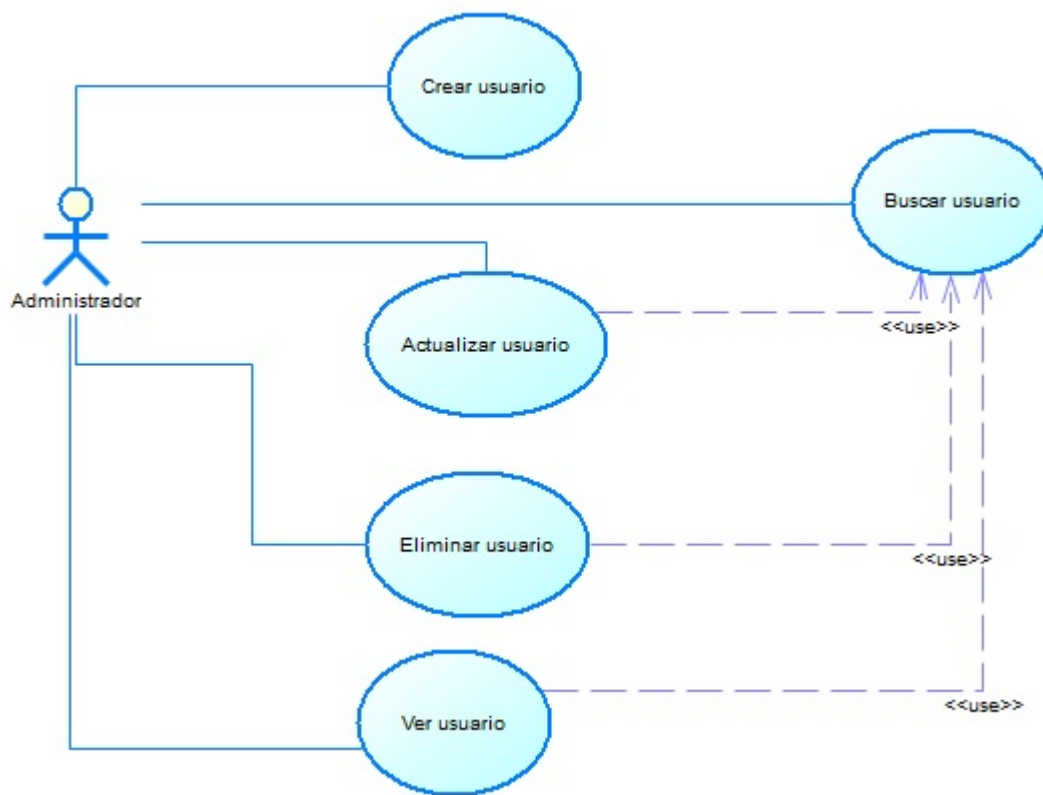 Crear usuario
Buscar usuario
Administrador
<<use>>
Actualizar usuario
Eliminar usuario
<<use>>
<<use>>
Ver usuario